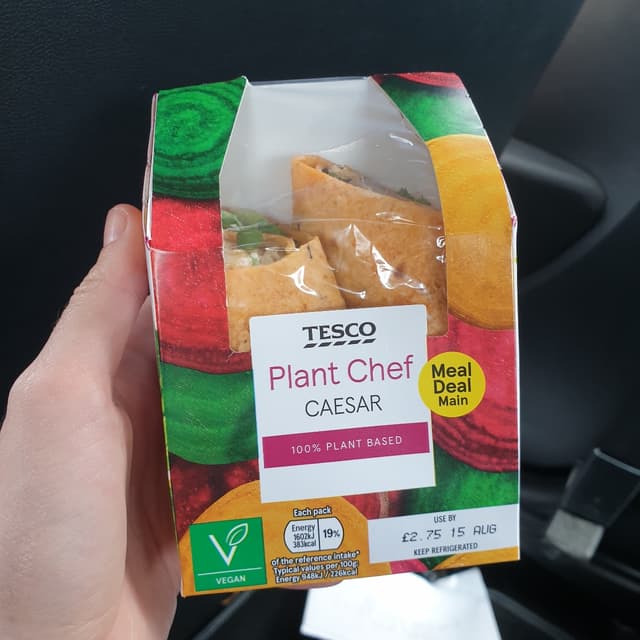 TESCO
Plant Chef
CAESAR
100% PLANT BASED
Meal
Deal
Main
Each pack
Energy
1602kJ
383kcal
19%
of the reference intake*
Typical values per 100g:
Energy 948kJ / 226kcal
VEGAN
USE BY
£2.75 15 AUG
KEEP REFRIGERATED